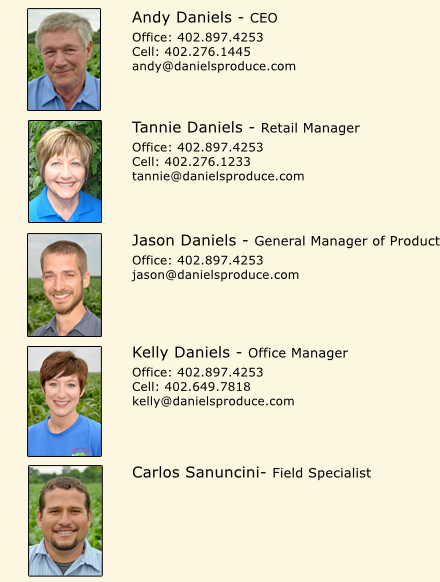 Andy Daniels - CEO
Office: 402.897.4253
Cell: 402.276.1445
andy@danielsproduce.com
Tannie Daniels - Retail Manager
Office: 402.897.4253
Cell: 402.276.1233
tannie@danielsproduce.com
Jason Daniels - General Manager of Product
Office: 402.897.4253
jason@danielsproduce.com
Kelly Daniels - Office Manager
Office: 402.897.4253
Cell: 402.649.7818
kelly@danielsproduce.com
Carlos Sanuncini- Field Specialist